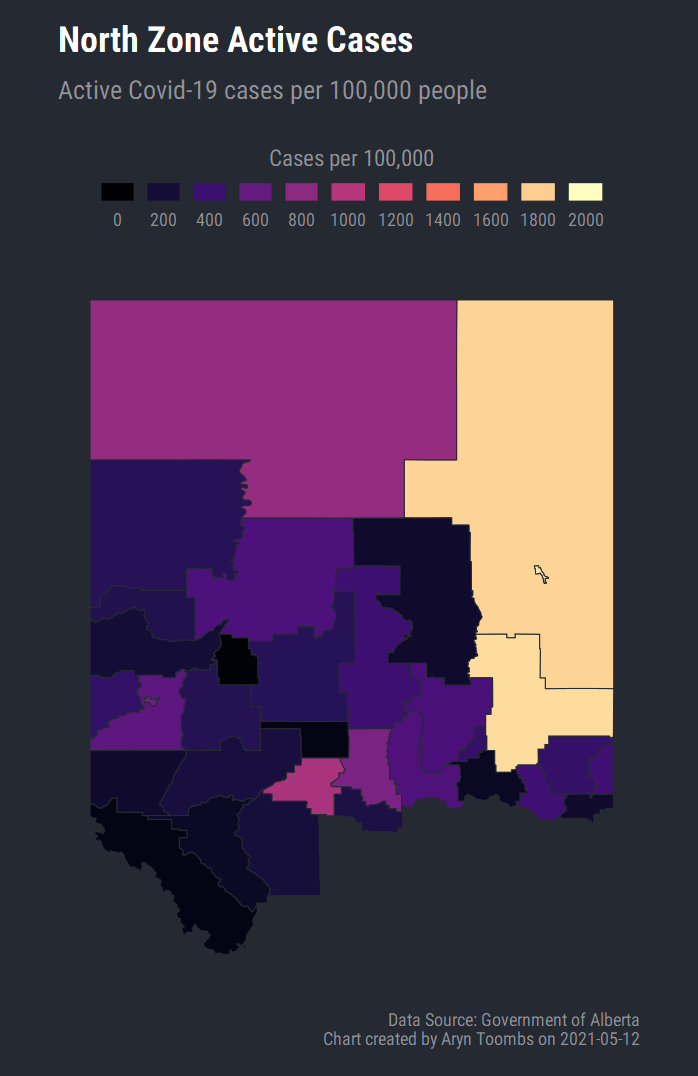 North Zone Active Cases
Active Covid-19 cases per 100,000 people
Cases per 100,000
0 200 400 600 800 1000 1200 1400 1600 1800 2000
Data Source: Government of Alberta
Chart created by Aryn Toombs on 2021-05-12